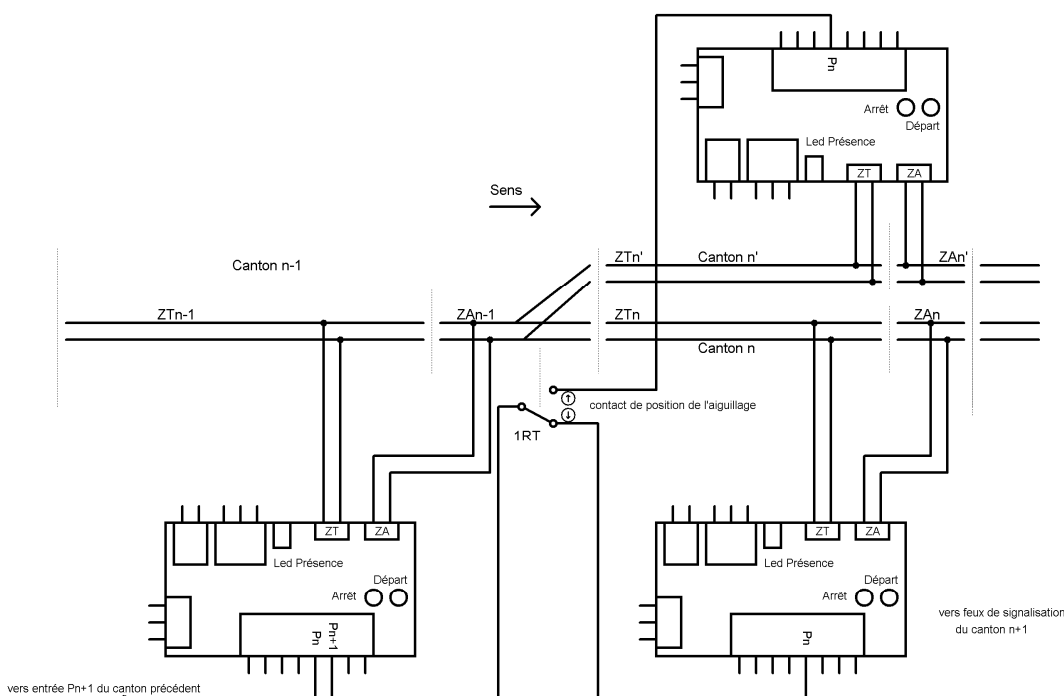 Pn
Arrêt
Départ
Led Présence
ZT
ZA
Sens
Canton n-1
ZTn'
Canton n'
ZAn'
ZTn-1
ZAn-1
ZTn
ZAn
Canton n
contact de position de l'aiguillage
1RT
ZT
ZA
Led Présence
Départ
Arrêt
Pn+1
Pn
vers entrée Pn+1 du canton précédent
ZT
ZA
Led Présence
Départ
Arrêt
Pn
vers feux de signalisation
du canton n+1